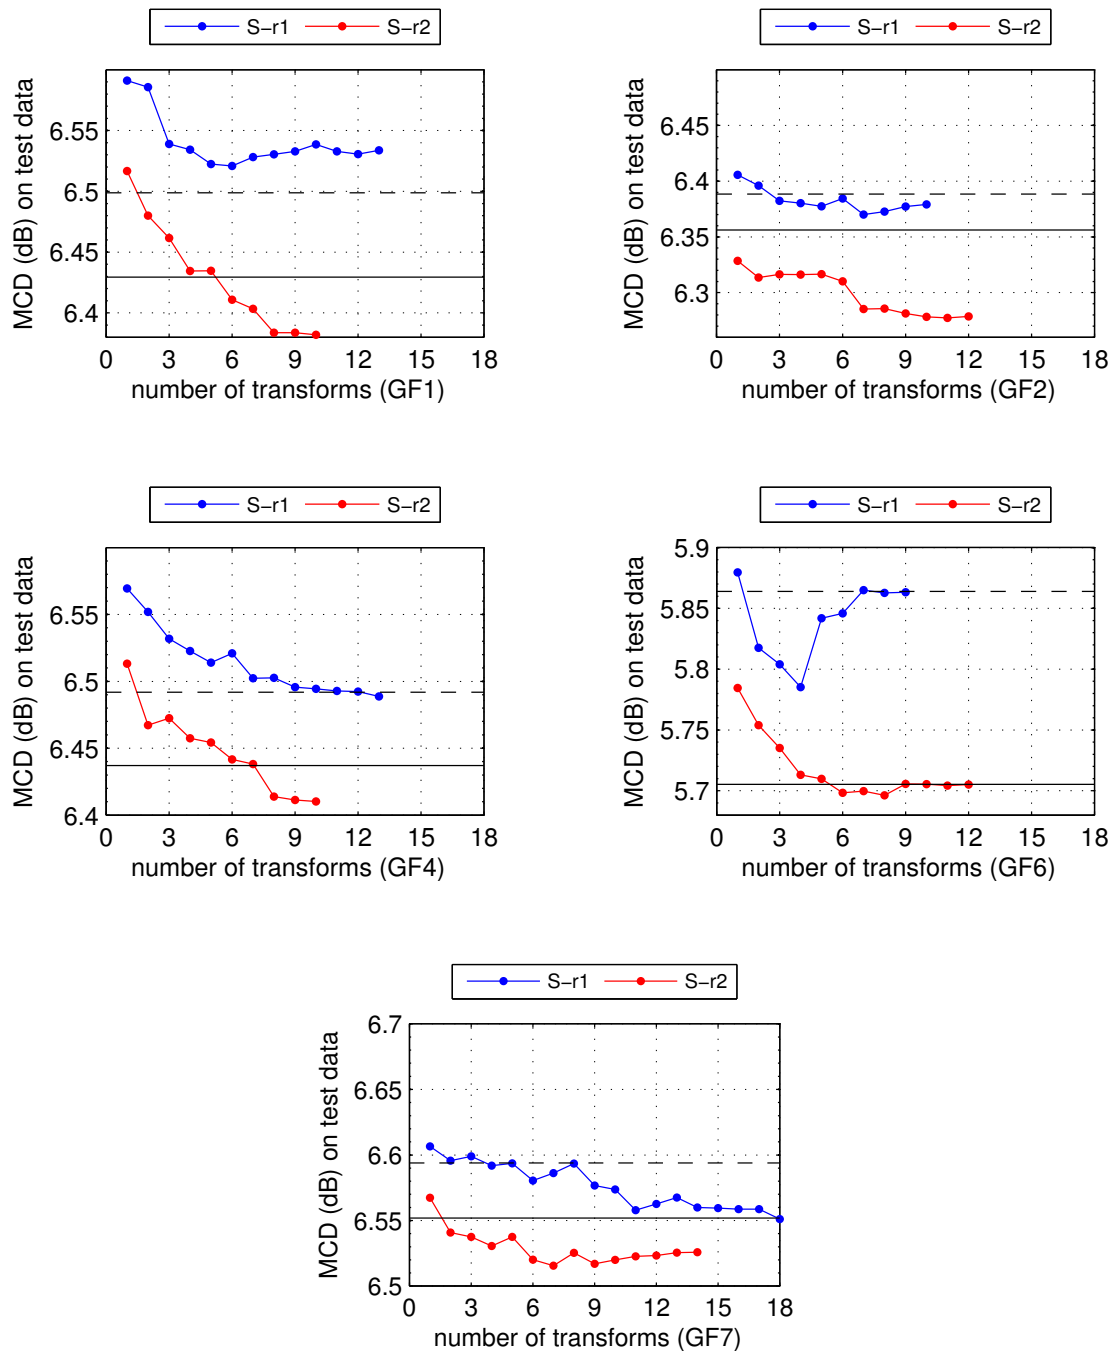 S-r1 S-r2
MCD (dB) on test data
6.55
6.5
6.45
6.4
0 3 6 9 12 15 18
number of transforms (GF1)
S-r1 S-r2
MCD (dB) on test data
6.45
6.4
6.35
6.3
0 3 6 9 12 15 18
number of transforms (GF2)
S-r1 S-r2
MCD (dB) on test data
6.55
6.5
6.45
6.4
0 3 6 9 12 15 18
number of transforms (GF4)
S-r1 S-r2
MCD (dB) on test data
5.9
5.85
5.8
5.75
5.7
0 3 6 9 12 15 18
number of transforms (GF6)
S-r1 S-r2
MCD (dB) on test data
6.7
6.65
6.6
6.55
6.5
0 3 6 9 12 15 18
number of transforms (GF7)